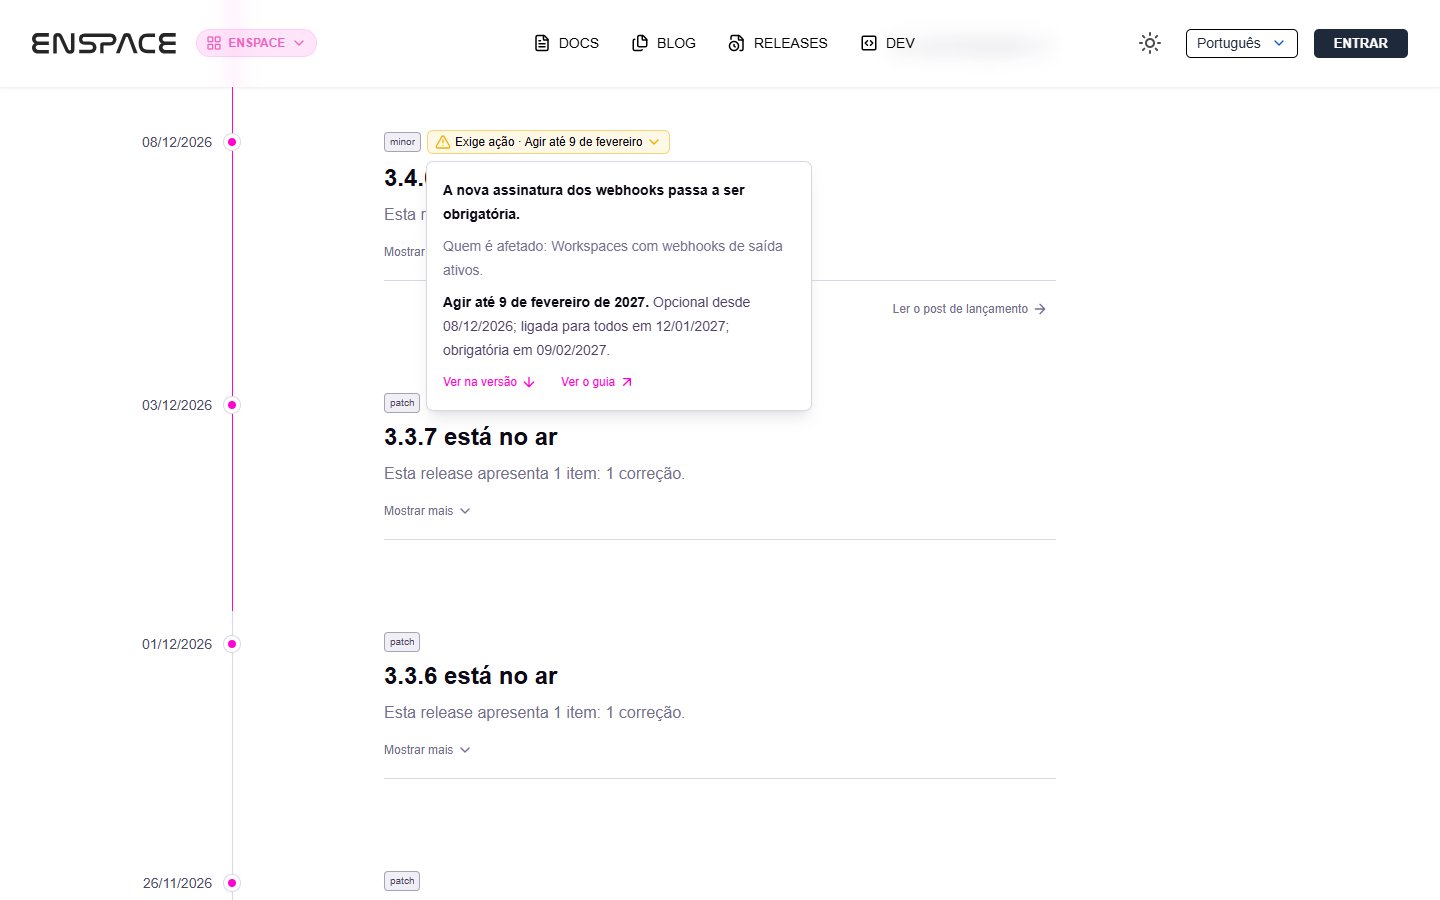 ENSPACE
ENSPACE
DOCS
BLOG
RELEASES
DEV
Português
ENTRAR
08/12/2026
minor
Exige ação · Agir até 9 de fevereiro
3.4.
Esta
Mostrar
A nova assinatura dos webhooks passa a ser
obrigatória.
Quem é afetado: Workspaces com webhooks de saída
ativos.
Agir até 9 de fevereiro de 2027. Opcional desde
08/12/2026; ligada para todos em 12/01/2027;
obrigatória em 09/02/2027.
Ver na versão
Ver o guia
Ler o post de lançamento
03/12/2026
patch
3.3.7 está no ar
Esta release apresenta 1 item: 1 correção.
Mostrar mais
01/12/2026
patch
3.3.6 está no ar
Esta release apresenta 1 item: 1 correção.
Mostrar mais
26/11/2026
patch